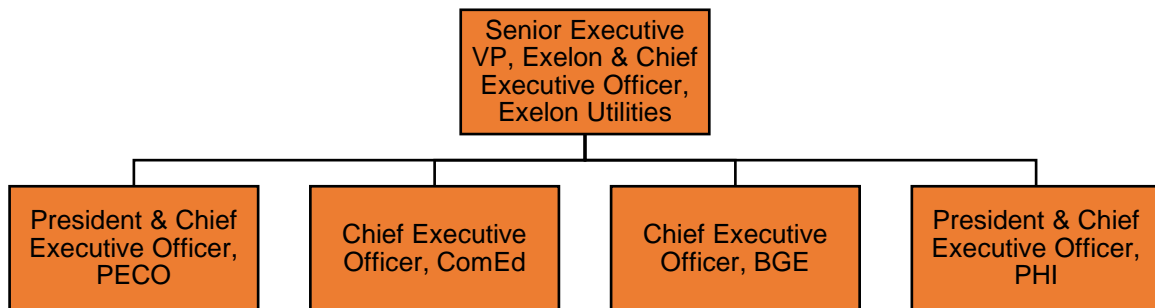 Senior Executive
VP, Exelon & Chief
Executive Officer,
Exelon Utilities
President & Chief
Executive Officer,
PECO
Chief Executive
Officer, ComEd
Chief Executive
Officer, BGE
President & Chief
Executive Officer,
PHI